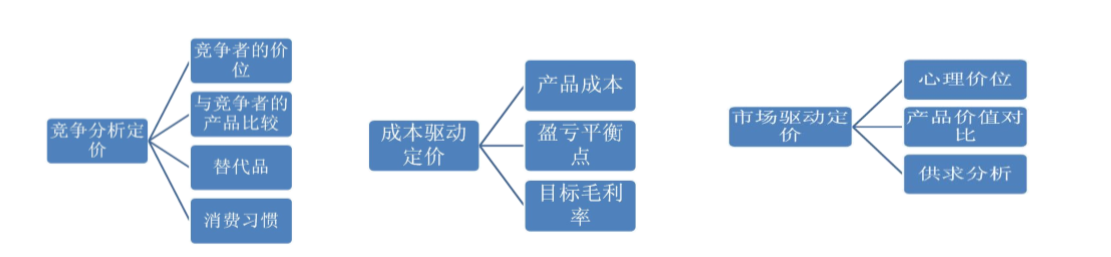 竞争分析定
价
竞争者的价
位
与竞争者的
产品比较
替代品
消费习惯
成本驱动
定价
产品成本
盈亏平衡
点
目标毛利
率
市场驱动定
价
心理价位
产品价值对
比
供求分析